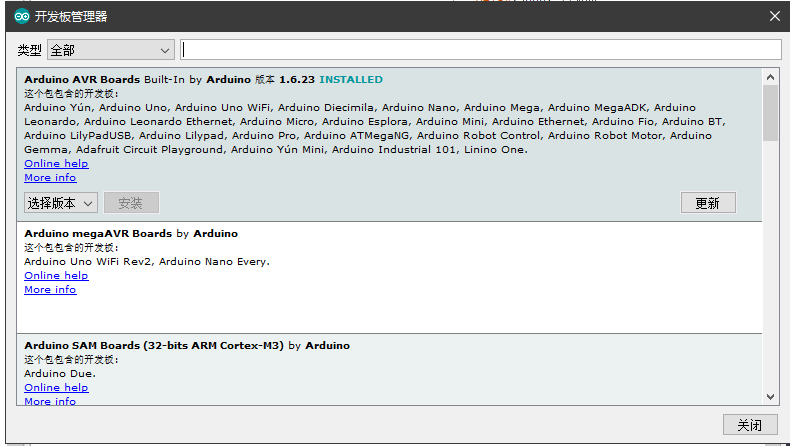 开发板管理器
类型 全部
Arduino AVR Boards Built-In by Arduino 版本 1.6.23 INSTALLED
这个包包含的开发板:
Arduino Yún, Arduino Uno, Arduino Uno WiFi, Arduino Diecimila, Arduino Nano, Arduino Mega, Arduino MegaADK, Arduino
Leonardo, Arduino Leonardo Ethernet, Arduino Micro, Arduino Esplora, Arduino Mini, Arduino Ethernet, Arduino Fio, Arduino BT,
Arduino LilyPadUSB, Arduino Lilypad, Arduino Pro, Arduino ATMegaNG, Arduino Robot Control, Arduino Robot Motor, Arduino
Gemma, Adafruit Circuit Playground, Arduino Yún Mini, Arduino Industrial 101, Linino One.
Online help
More info
选择版本 安装 更新
Arduino megaAVR Boards by Arduino
这个包包含的开发板:
Arduino Uno WiFi Rev2, Arduino Nano Every.
Online help
More info
Arduino SAM Boards (32-bits ARM Cortex-M3) by Arduino
这个包包含的开发板:
Arduino Due.
Online help
More info
关闭